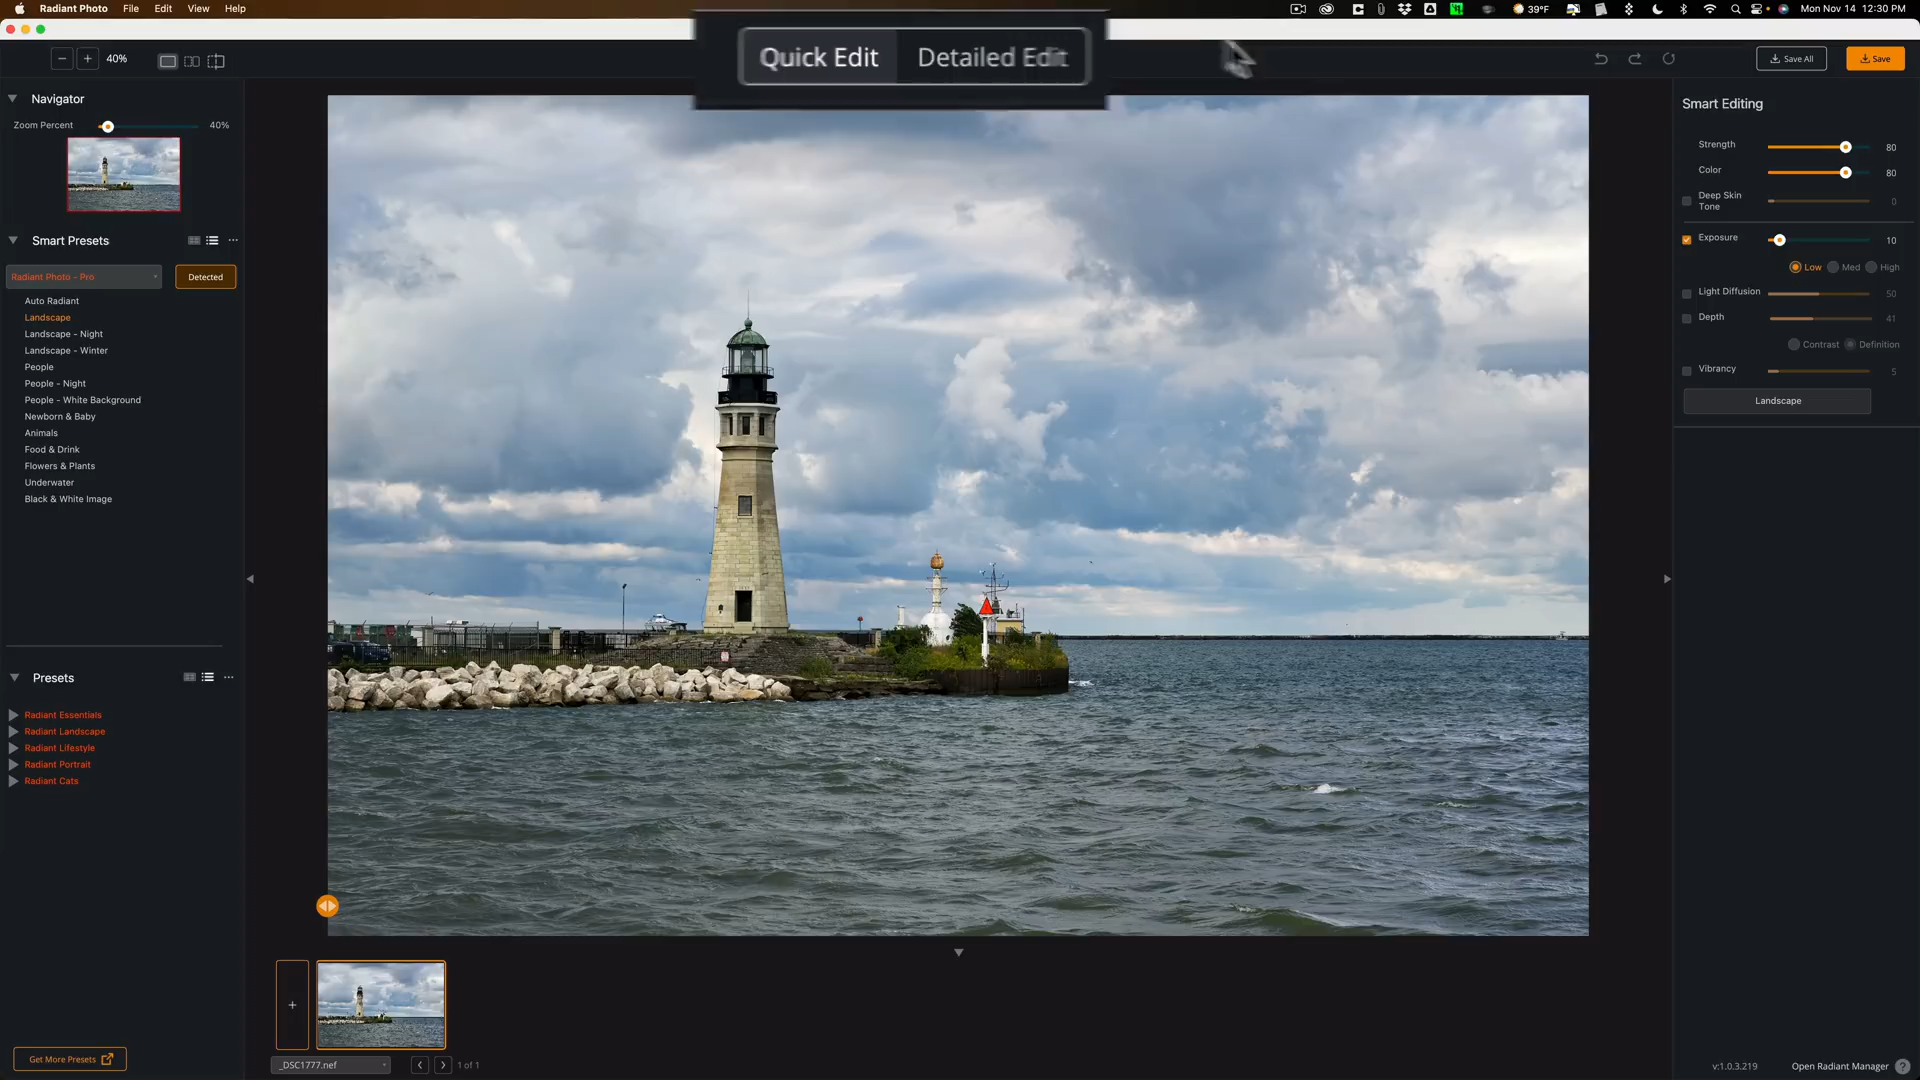 Radiant Photo File Edit View Help
39°F Mon Nov 14 12:30 PM
Quick Edit Detailed Edit
40%
Save All Save
Navigator
Zoom Percent 40%
Smart Presets
Radiant Photo - Pro Detected
Auto Radiant
Landscape
Landscape - Night
Landscape - Winter
People
People - Night
People - White Background
Newborn & Baby
Animals
Food & Drink
Flowers & Plants
Underwater
Black & White Image
Presets
Radiant Essentials
Radiant Landscape
Radiant Lifestyle
Radiant Portrait
Radiant Cats
Get More Presets
Smart Editing
Strength 80
Color 80
Deep Skin
Tone 0
Exposure 10
Low Med High
Light Diffusion 50
Depth 41
Contrast Definition
Vibrancy 5
Landscape
_DSC1777.nef 1 of 1
v:1.0.3.219 Open Radiant Manager ?